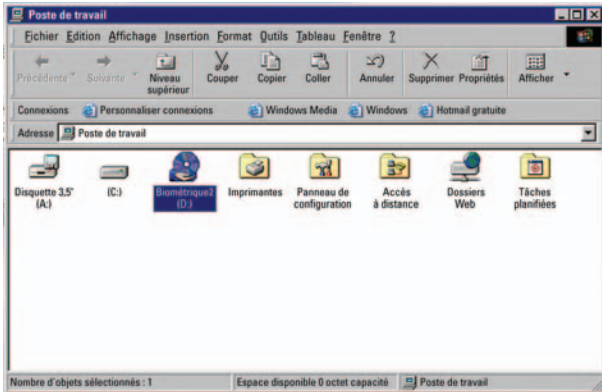 Poste de travail
Fichier Edition Affichage Insertion Format Outils Tableau Fenêtre ?
Précédente Suivante Niveau supérieur Couper Copier Coller Annuler Supprimer Propriétés Afficher
Connexions Personnaliser connexions Windows Media Windows Hotmail gratuite
Adresse Poste de travail
Disquette 3,5" (A:)
(C:)
Biométrique2 (D:)
Imprimantes
Panneau de configuration
Accès à distance
Dossiers Web
Tâches planifiées
Nombre d'objets sélectionnés : 1 Espace disponible 0 octet capacité Poste de travail